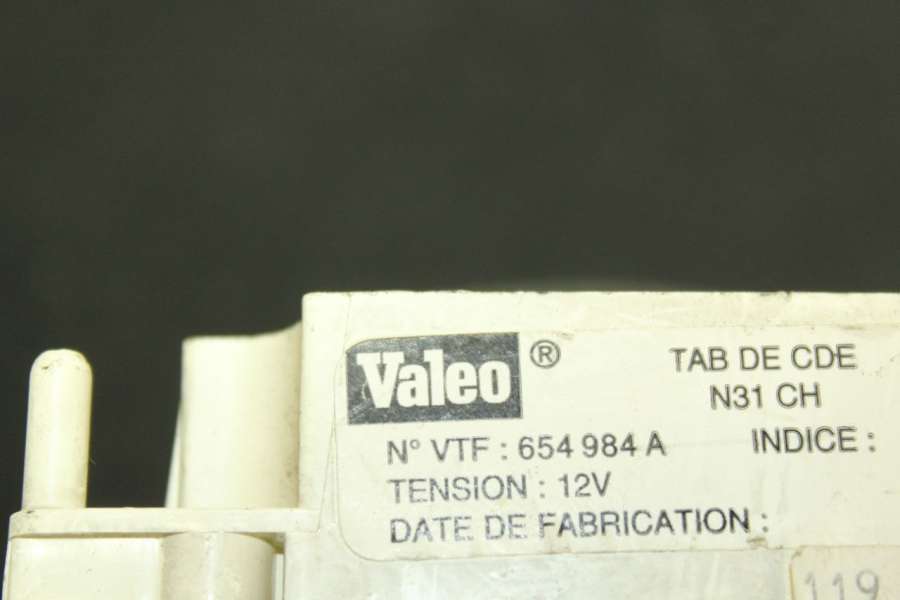 Valeo ®
TAB DE CDE
N31 CH
N° VTF : 654 984 A
INDICE :
TENSION : 12V
DATE DE FABRICATION :
119